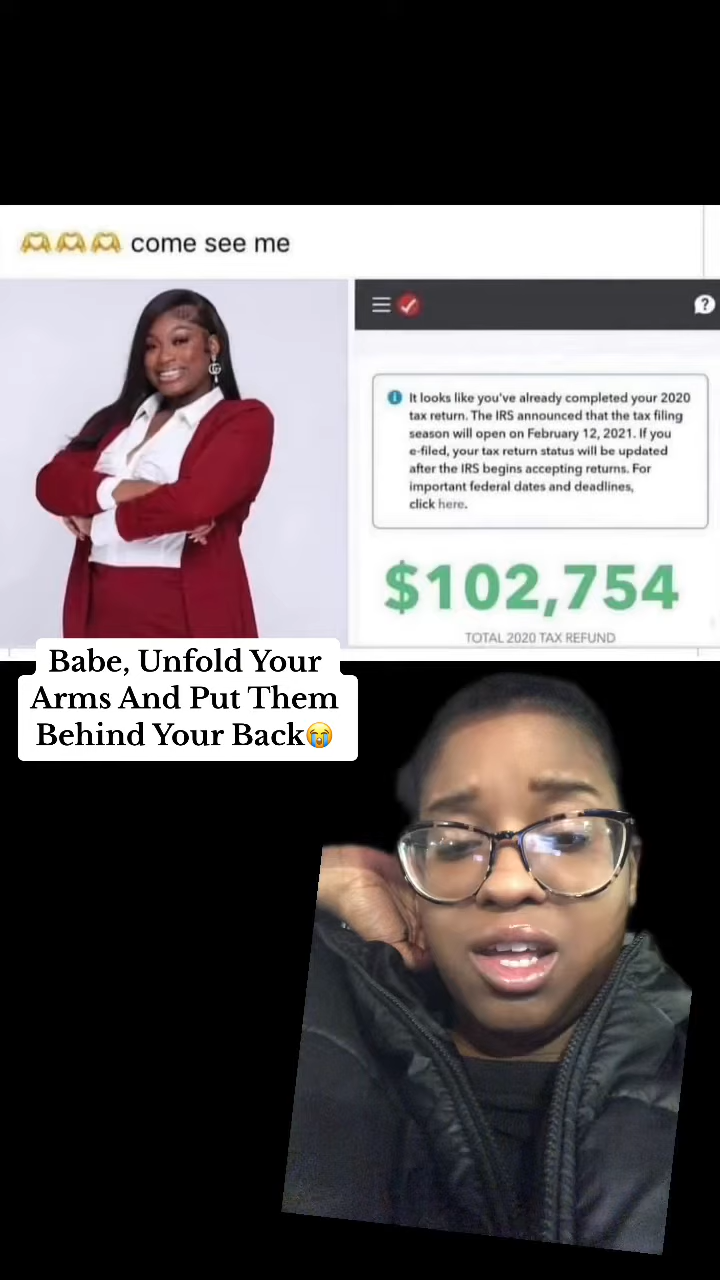 🫶🫶🫶 come see me
It looks like you've already completed your 2020
tax return. The IRS announced that the tax filing
season will open on February 12, 2021. If you
e-filed, your tax return status will be updated
after the IRS begins accepting returns. For
important federal dates and deadlines,
click here.
$102,754
TOTAL 2020 TAX REFUND
Babe, Unfold Your
Arms And Put Them
Behind Your Back😭